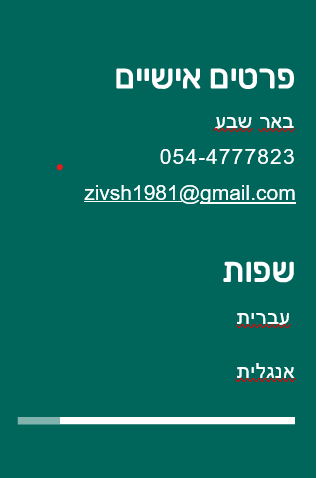 פרטים אישיים
באר שבע
054-4777823
zivsh1981@gmail.com
שפות
עברית
אנגלית